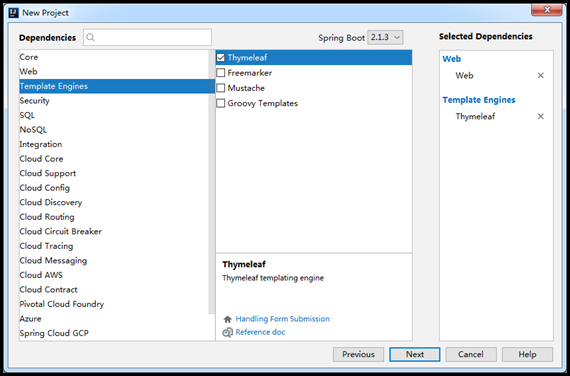 New Project
Dependencies
Spring Boot 2.1.3
Selected Dependencies
Core
Web
Template Engines
Security
SQL
NoSQL
Integration
Cloud Core
Cloud Support
Cloud Config
Cloud Discovery
Cloud Routing
Cloud Circuit Breaker
Cloud Tracing
Cloud Messaging
Cloud AWS
Cloud Contract
Pivotal Cloud Foundry
Azure
Spring Cloud GCP
Thymeleaf
Freemarker
Mustache
Groovy Templates
Thymeleaf
Thymeleaf templating engine
Handling Form Submission
Reference doc
Web
Web
Template Engines
Thymeleaf
Previous
Next
Cancel
Help